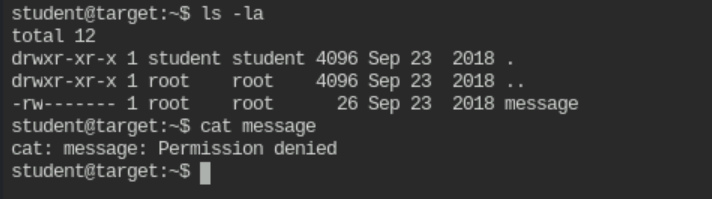 student@target:~$ ls -la
total 12
drwxr-xr-x 1 student student 4096 Sep 23  2018 .
drwxr-xr-x 1 root    root    4096 Sep 23  2018 ..
-rw------- 1 root    root      26 Sep 23  2018 message
student@target:~$ cat message
cat: message: Permission denied
student@target:~$